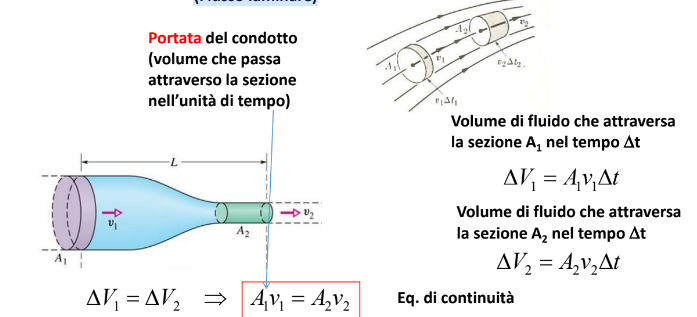 (Flusso laminare)
Portata del condotto
(volume che passa
attraverso la sezione
nell'unità di tempo)
A₁
v₁
A₂
v₂
v₁Δt₁
v₂Δt₂
Volume di fluido che attraversa
la sezione A₁ nel tempo Δt
ΔV₁ = A₁v₁Δt
Volume di fluido che attraversa
la sezione A₂ nel tempo Δt
ΔV₂ = A₂v₂Δt
L
v₁
v₂
A₁
A₂
ΔV₁ = ΔV₂ ⇒ A₁v₁ = A₂v₂ Eq. di continuità